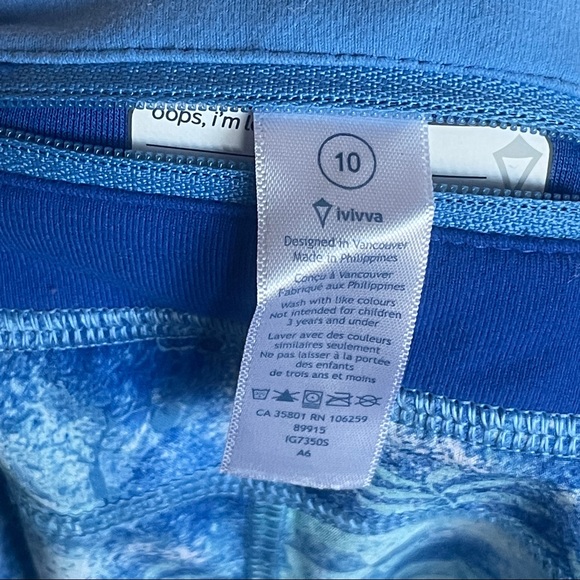 oops, i'm
10
ivivva
Designed in Vancouver
Made in Philippines
Conçu à Vancouver
Fabriqué aux Philippines
Wash with like colours
Not intended for children
3 years and under
Laver avec des couleurs
similaires seulement
Ne pas laisser à la portée
des enfants
de trois ans et moins
CA 35801 RN 106259
89915
IG7350S
A6